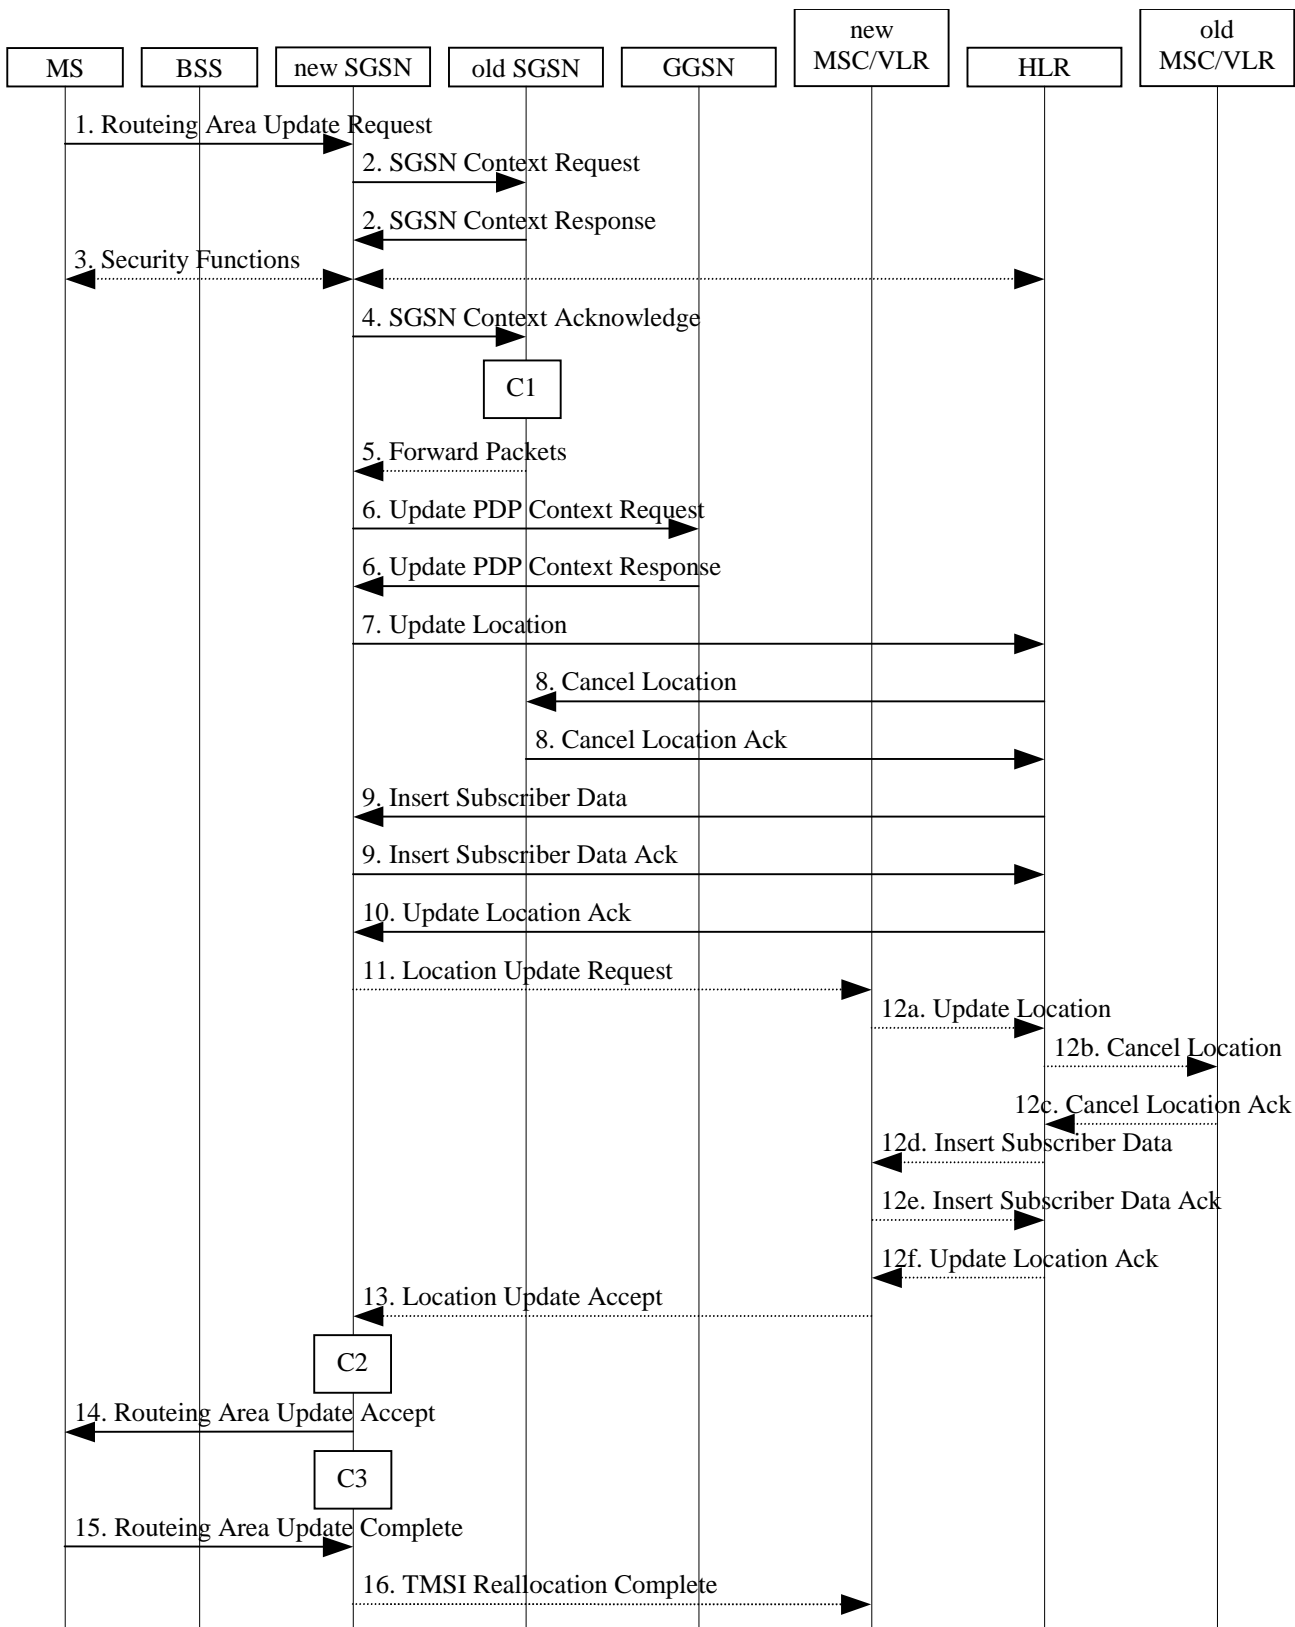 new
MSC/VLR
old
MSC/VLR
MS
BSS
new SGSN
old SGSN
GGSN
HLR
1. Routeing Area Update Request
2. SGSN Context Request
2. SGSN Context Response
3. Security Functions
4. SGSN Context Acknowledge
C1
5. Forward Packets
6. Update PDP Context Request
6. Update PDP Context Response
7. Update Location
8. Cancel Location
8. Cancel Location Ack
9. Insert Subscriber Data
9. Insert Subscriber Data Ack
10. Update Location Ack
11. Location Update Request
12a. Update Location
12b. Cancel Location
12c. Cancel Location Ack
12d. Insert Subscriber Data
12e. Insert Subscriber Data Ack
12f. Update Location Ack
13. Location Update Accept
C2
14. Routeing Area Update Accept
C3
15. Routeing Area Update Complete
16. TMSI Reallocation Complete